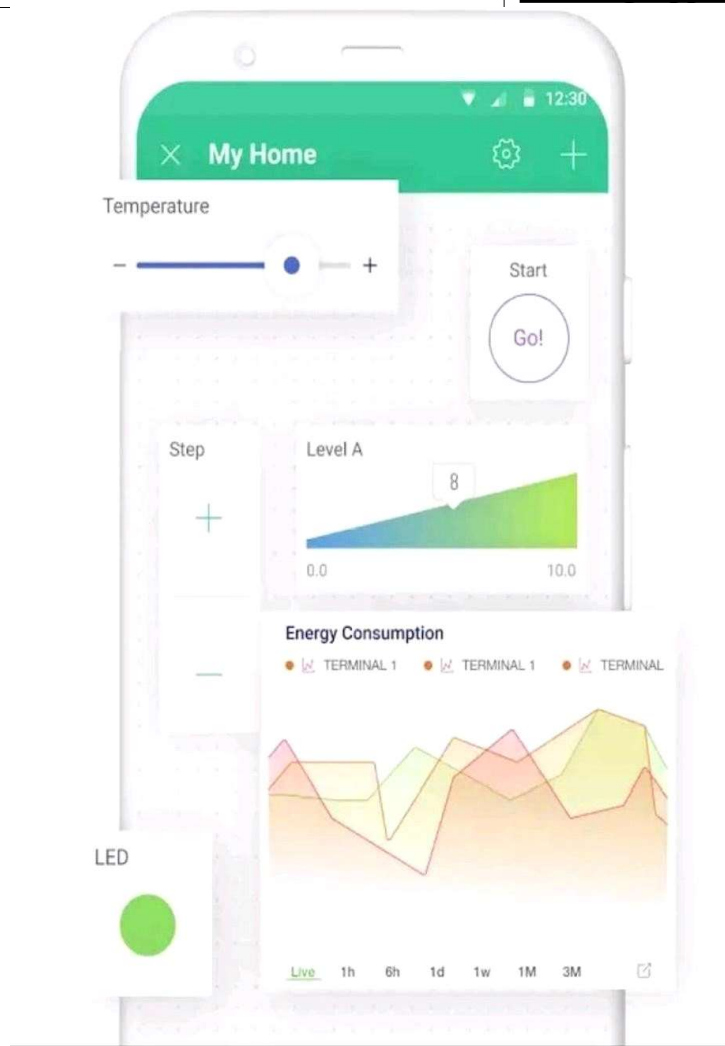 12:30
My Home
Temperature
− +
Start
Go!
Step
+
−
Level A
8
0.0 10.0
Energy Consumption
TERMINAL 1 TERMINAL 1 TERMINAL
LED
Live 1h 6h 1d 1w 1M 3M